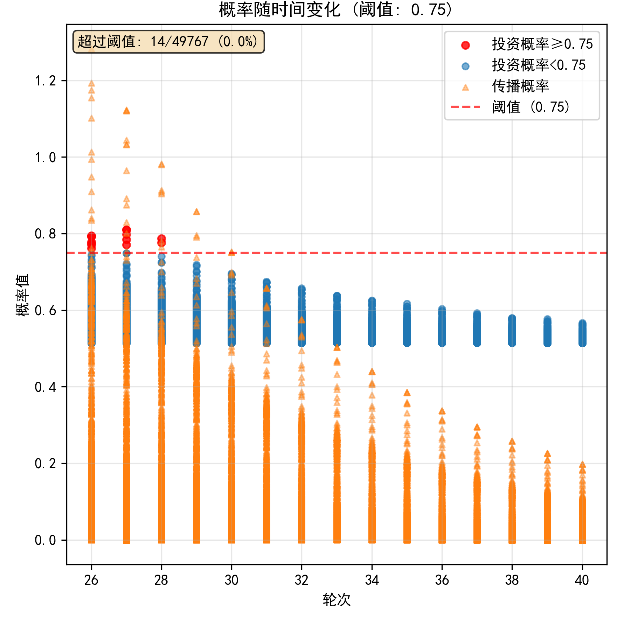 概率随时间变化 (阈值: 0.75)
超过阈值: 14/49767 (0.0%)
投资概率≥0.75
投资概率<0.75
传播概率
阈值 (0.75)
概率值
1.2
1.0
0.8
0.6
0.4
0.2
0.0
26 28 30 32 34 36 38 40
轮次